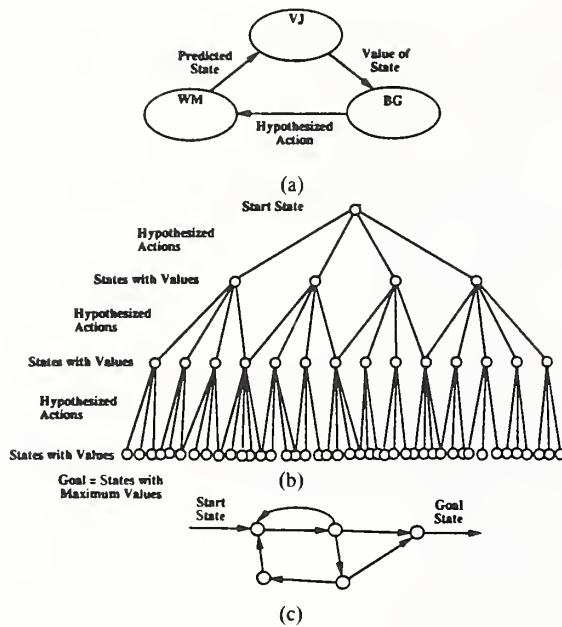 VJ
Predicted
State
Value of
State
WM
BG
Hypothesized
Action
(a)
Start State
Hypothesized
Actions
States with Values
Hypothesized
Actions
States with Values
Hypothesized
Actions
States with Values
Goal = States with
Maximum Values
(b)
Start
State
Goal
State
(c)